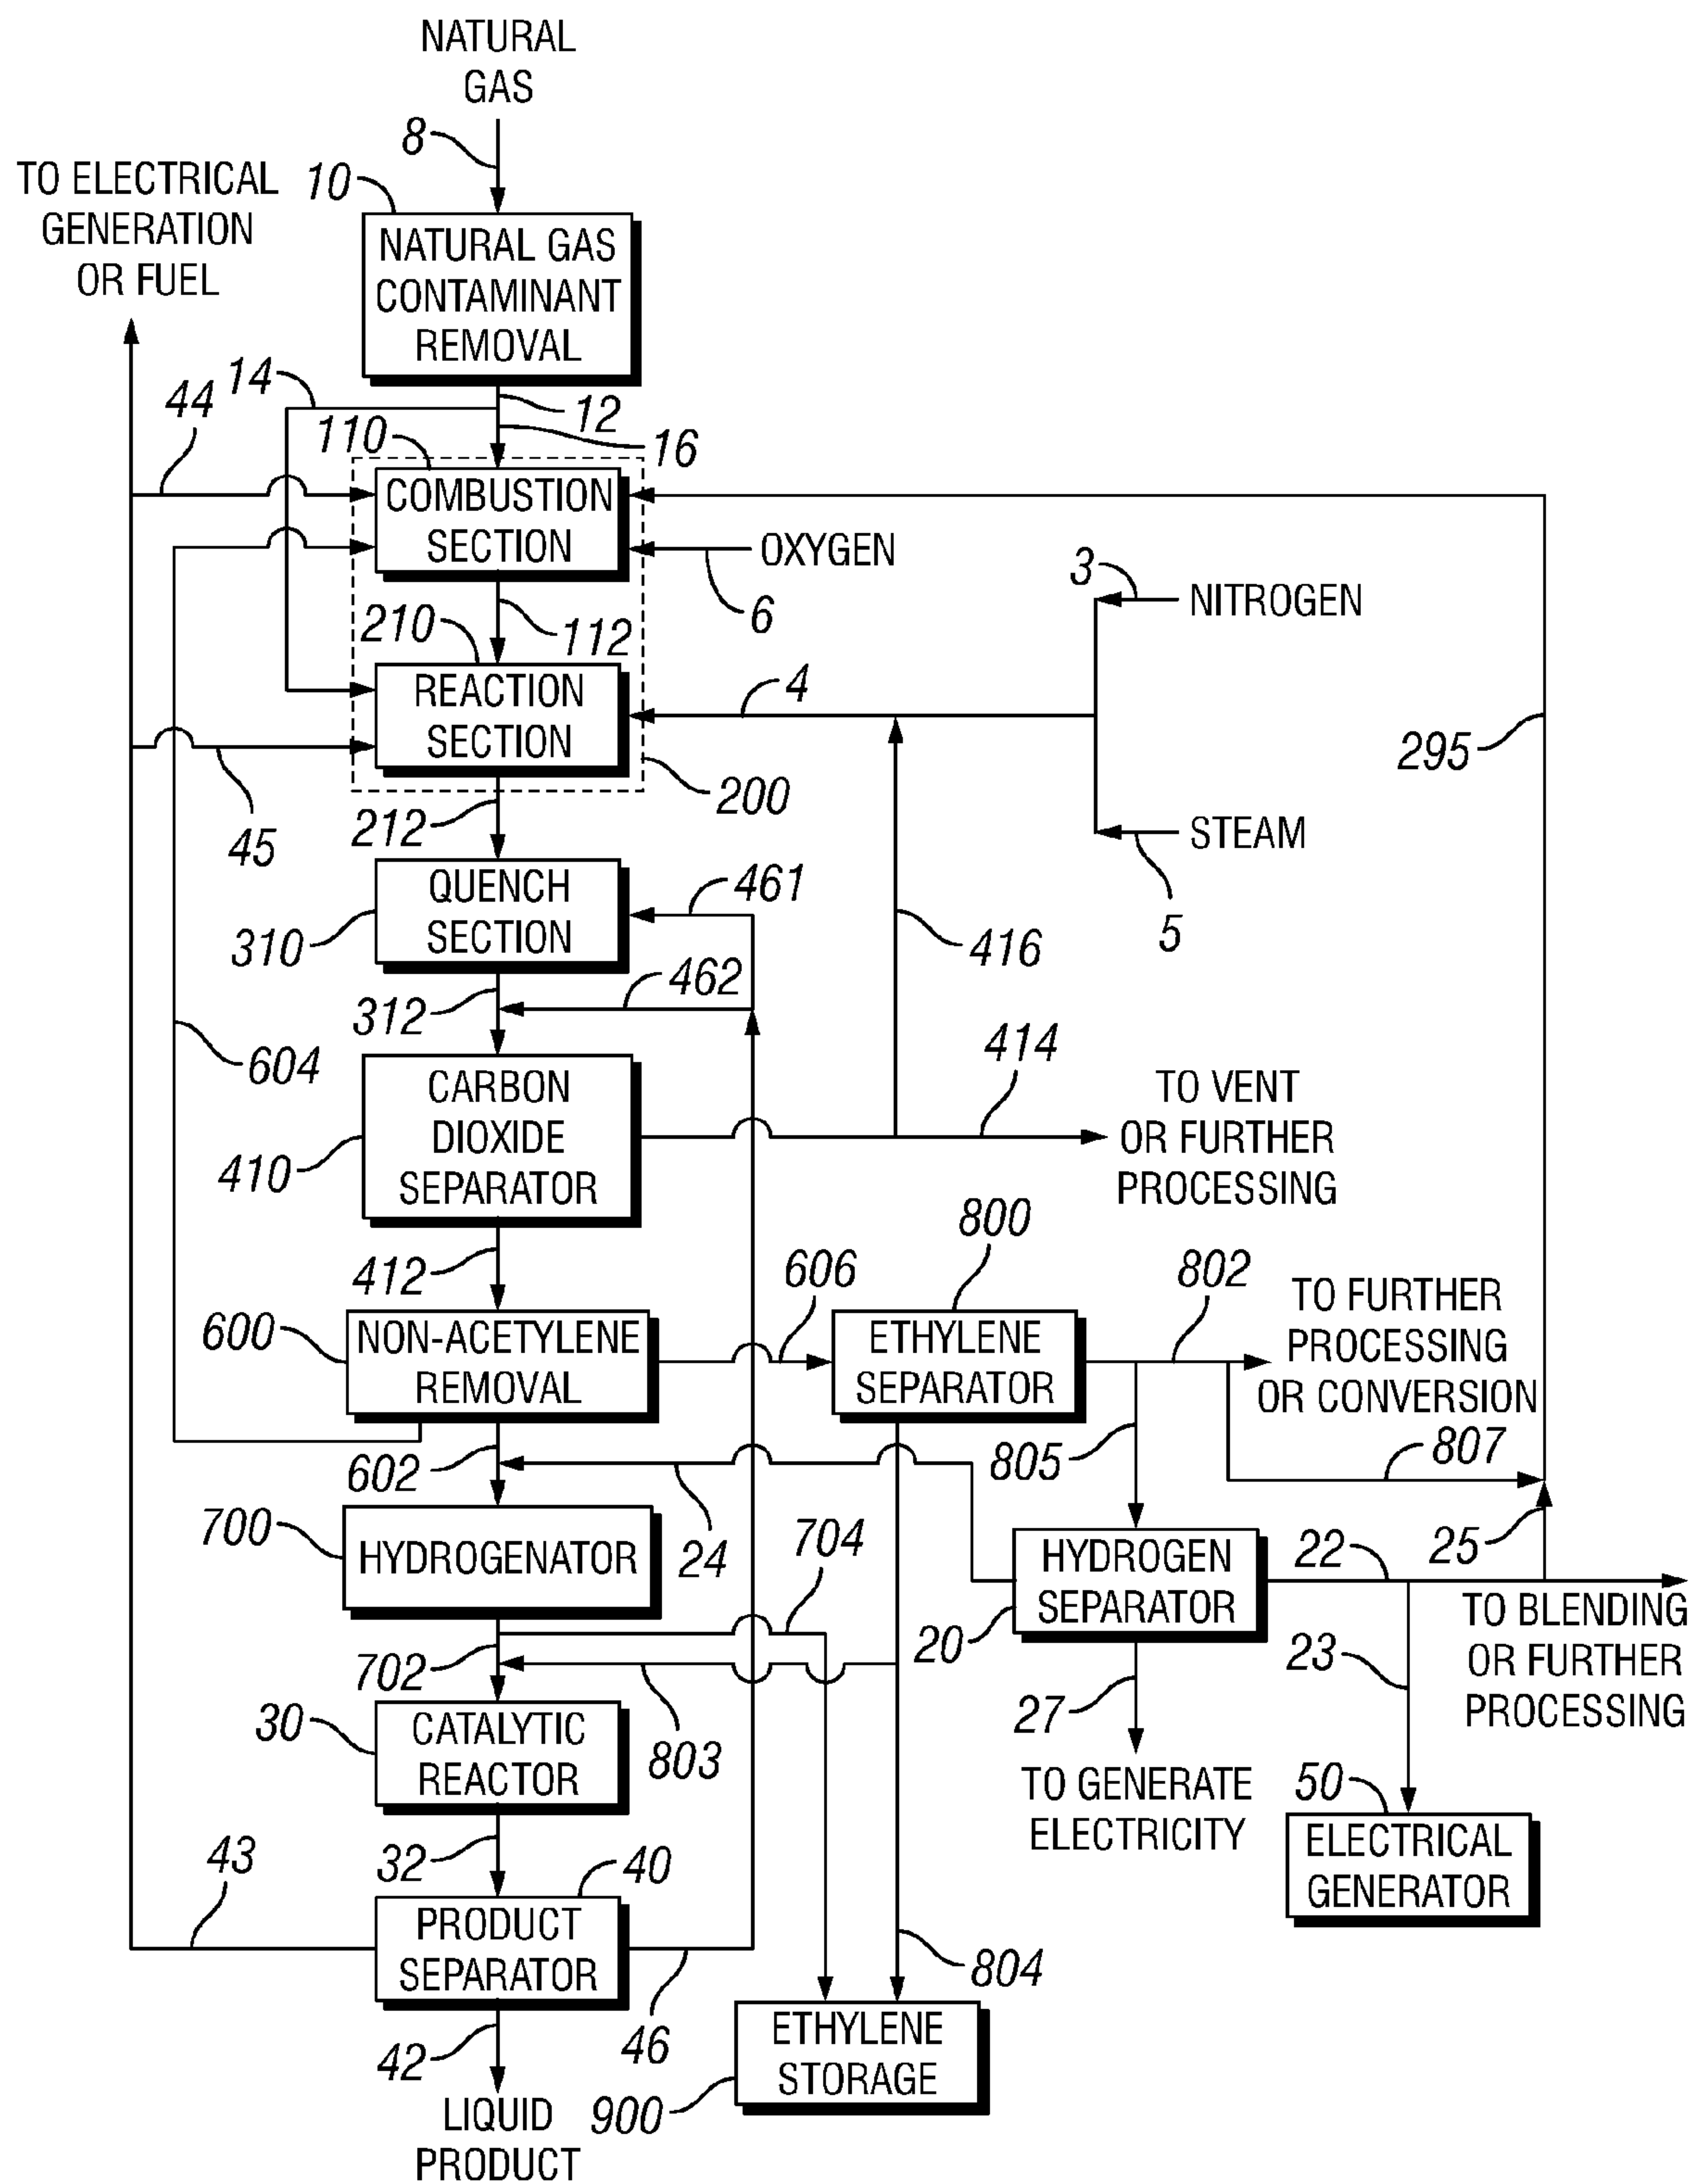 NATURAL
GAS
8
TO ELECTRICAL
GENERATION
OR FUEL
10
NATURAL GAS
CONTAMINANT
REMOVAL
14
44
12
110
16
COMBUSTION
SECTION
OXYGEN
6
3
NITROGEN
112
210
REACTION
SECTION
4
295
200
212
45
STEAM
5
QUENCH
SECTION
461
310
416
462
312
604
414
CARBON
DIOXIDE
SEPARATOR
410
TO VENT
OR FURTHER
PROCESSING
412
800
606
802
600
NON-ACETYLENE
REMOVAL
ETHYLENE
SEPARATOR
TO FURTHER
PROCESSING
OR CONVERSION
602
805
807
24
700
HYDROGENATOR
704
HYDROGEN
SEPARATOR
20
22
25
TO BLENDING
OR FURTHER
PROCESSING
702
23
27
30
CATALYTIC
REACTOR
803
TO GENERATE
ELECTRICITY
50
ELECTRICAL
GENERATOR
43
32
40
PRODUCT
SEPARATOR
804
42
46
ETHYLENE
STORAGE
900
LIQUID
PRODUCT